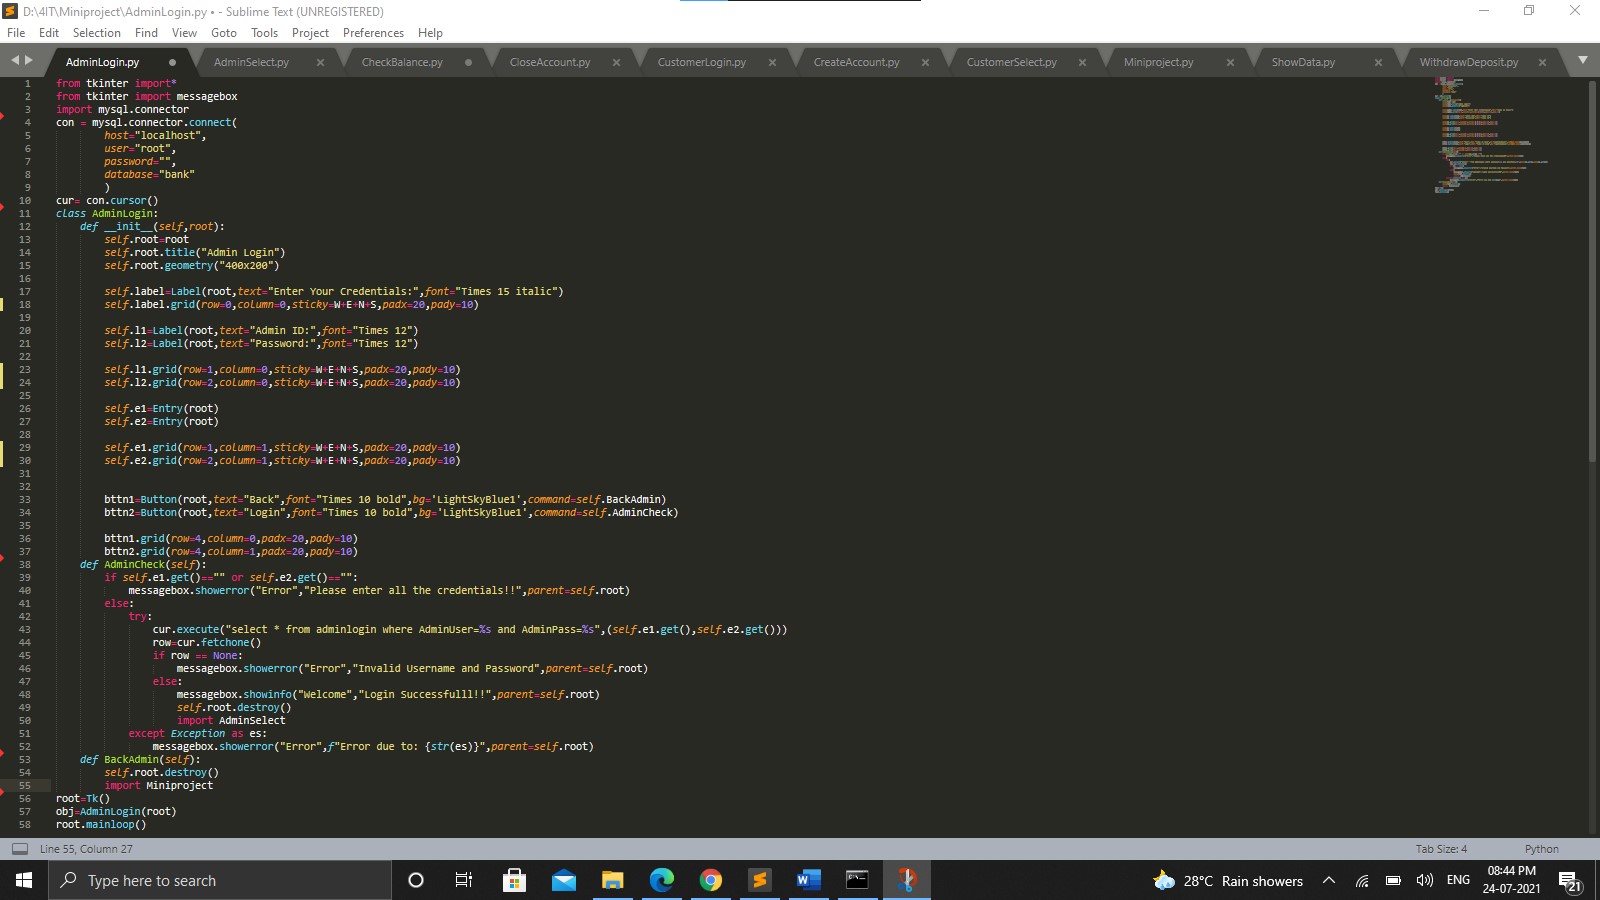 D:\4IT\Miniproject\AdminLogin.py • - Sublime Text (UNREGISTERED)
File Edit Selection Find View Goto Tools Project Preferences Help
AdminLogin.py AdminSelect.py CheckBalance.py CloseAccount.py CustomerLogin.py CreateAccount.py CustomerSelect.py Miniproject.py ShowData.py WithdrawDeposit.py
1 from tkinter import*
2 from tkinter import messagebox
3 import mysql.connector
4 con = mysql.connector.connect(
5 host="localhost",
6 user="root",
7 password="",
8 database="bank"
9 )
10 cur= con.cursor()
11 class AdminLogin:
12 def __init__(self,root):
13 self.root=root
14 self.root.title("Admin Login")
15 self.root.geometry("400x200")
16
17 self.label=Label(root,text="Enter Your Credentials:",font="Times 15 italic")
18 self.label.grid(row=0,column=0,sticky=W+E+N+S,padx=20,pady=10)
19
20 self.l1=Label(root,text="Admin ID:",font="Times 12")
21 self.l2=Label(root,text="Password:",font="Times 12")
22
23 self.l1.grid(row=1,column=0,sticky=W+E+N+S,padx=20,pady=10)
24 self.l2.grid(row=2,column=0,sticky=W+E+N+S,padx=20,pady=10)
25
26 self.e1=Entry(root)
27 self.e2=Entry(root)
28
29 self.e1.grid(row=1,column=1,sticky=W+E+N+S,padx=20,pady=10)
30 self.e2.grid(row=2,column=1,sticky=W+E+N+S,padx=20,pady=10)
31
32
33 bttn1=Button(root,text="Back",font="Times 10 bold",bg='LightSkyBlue1',command=self.BackAdmin)
34 bttn2=Button(root,text="Login",font="Times 10 bold",bg='LightSkyBlue1',command=self.AdminCheck)
35
36 bttn1.grid(row=4,column=0,padx=20,pady=10)
37 bttn2.grid(row=4,column=1,padx=20,pady=10)
38 def AdminCheck(self):
39 if self.e1.get()=="" or self.e2.get()=="":
40 messagebox.showerror("Error","Please enter all the credentials!!",parent=self.root)
41 else:
42 try:
43 cur.execute("select * from adminlogin where AdminUser=%s and AdminPass=%s",(self.e1.get(),self.e2.get()))
44 row=cur.fetchone()
45 if row == None:
46 messagebox.showerror("Error","Invalid Username and Password",parent=self.root)
47 else:
48 messagebox.showinfo("Welcome","Login Successfulll!!",parent=self.root)
49 self.root.destroy()
50 import AdminSelect
51 except Exception as es:
52 messagebox.showerror("Error",f"Error due to: {str(es)}",parent=self.root)
53 def BackAdmin(self):
54 self.root.destroy()
55 import Miniproject
56 root=Tk()
57 obj=AdminLogin(root)
58 root.mainloop()
Line 55, Column 27 Tab Size: 4 Python
Type here to search 28°C Rain showers ENG 08:44 PM
24-07-2021 21